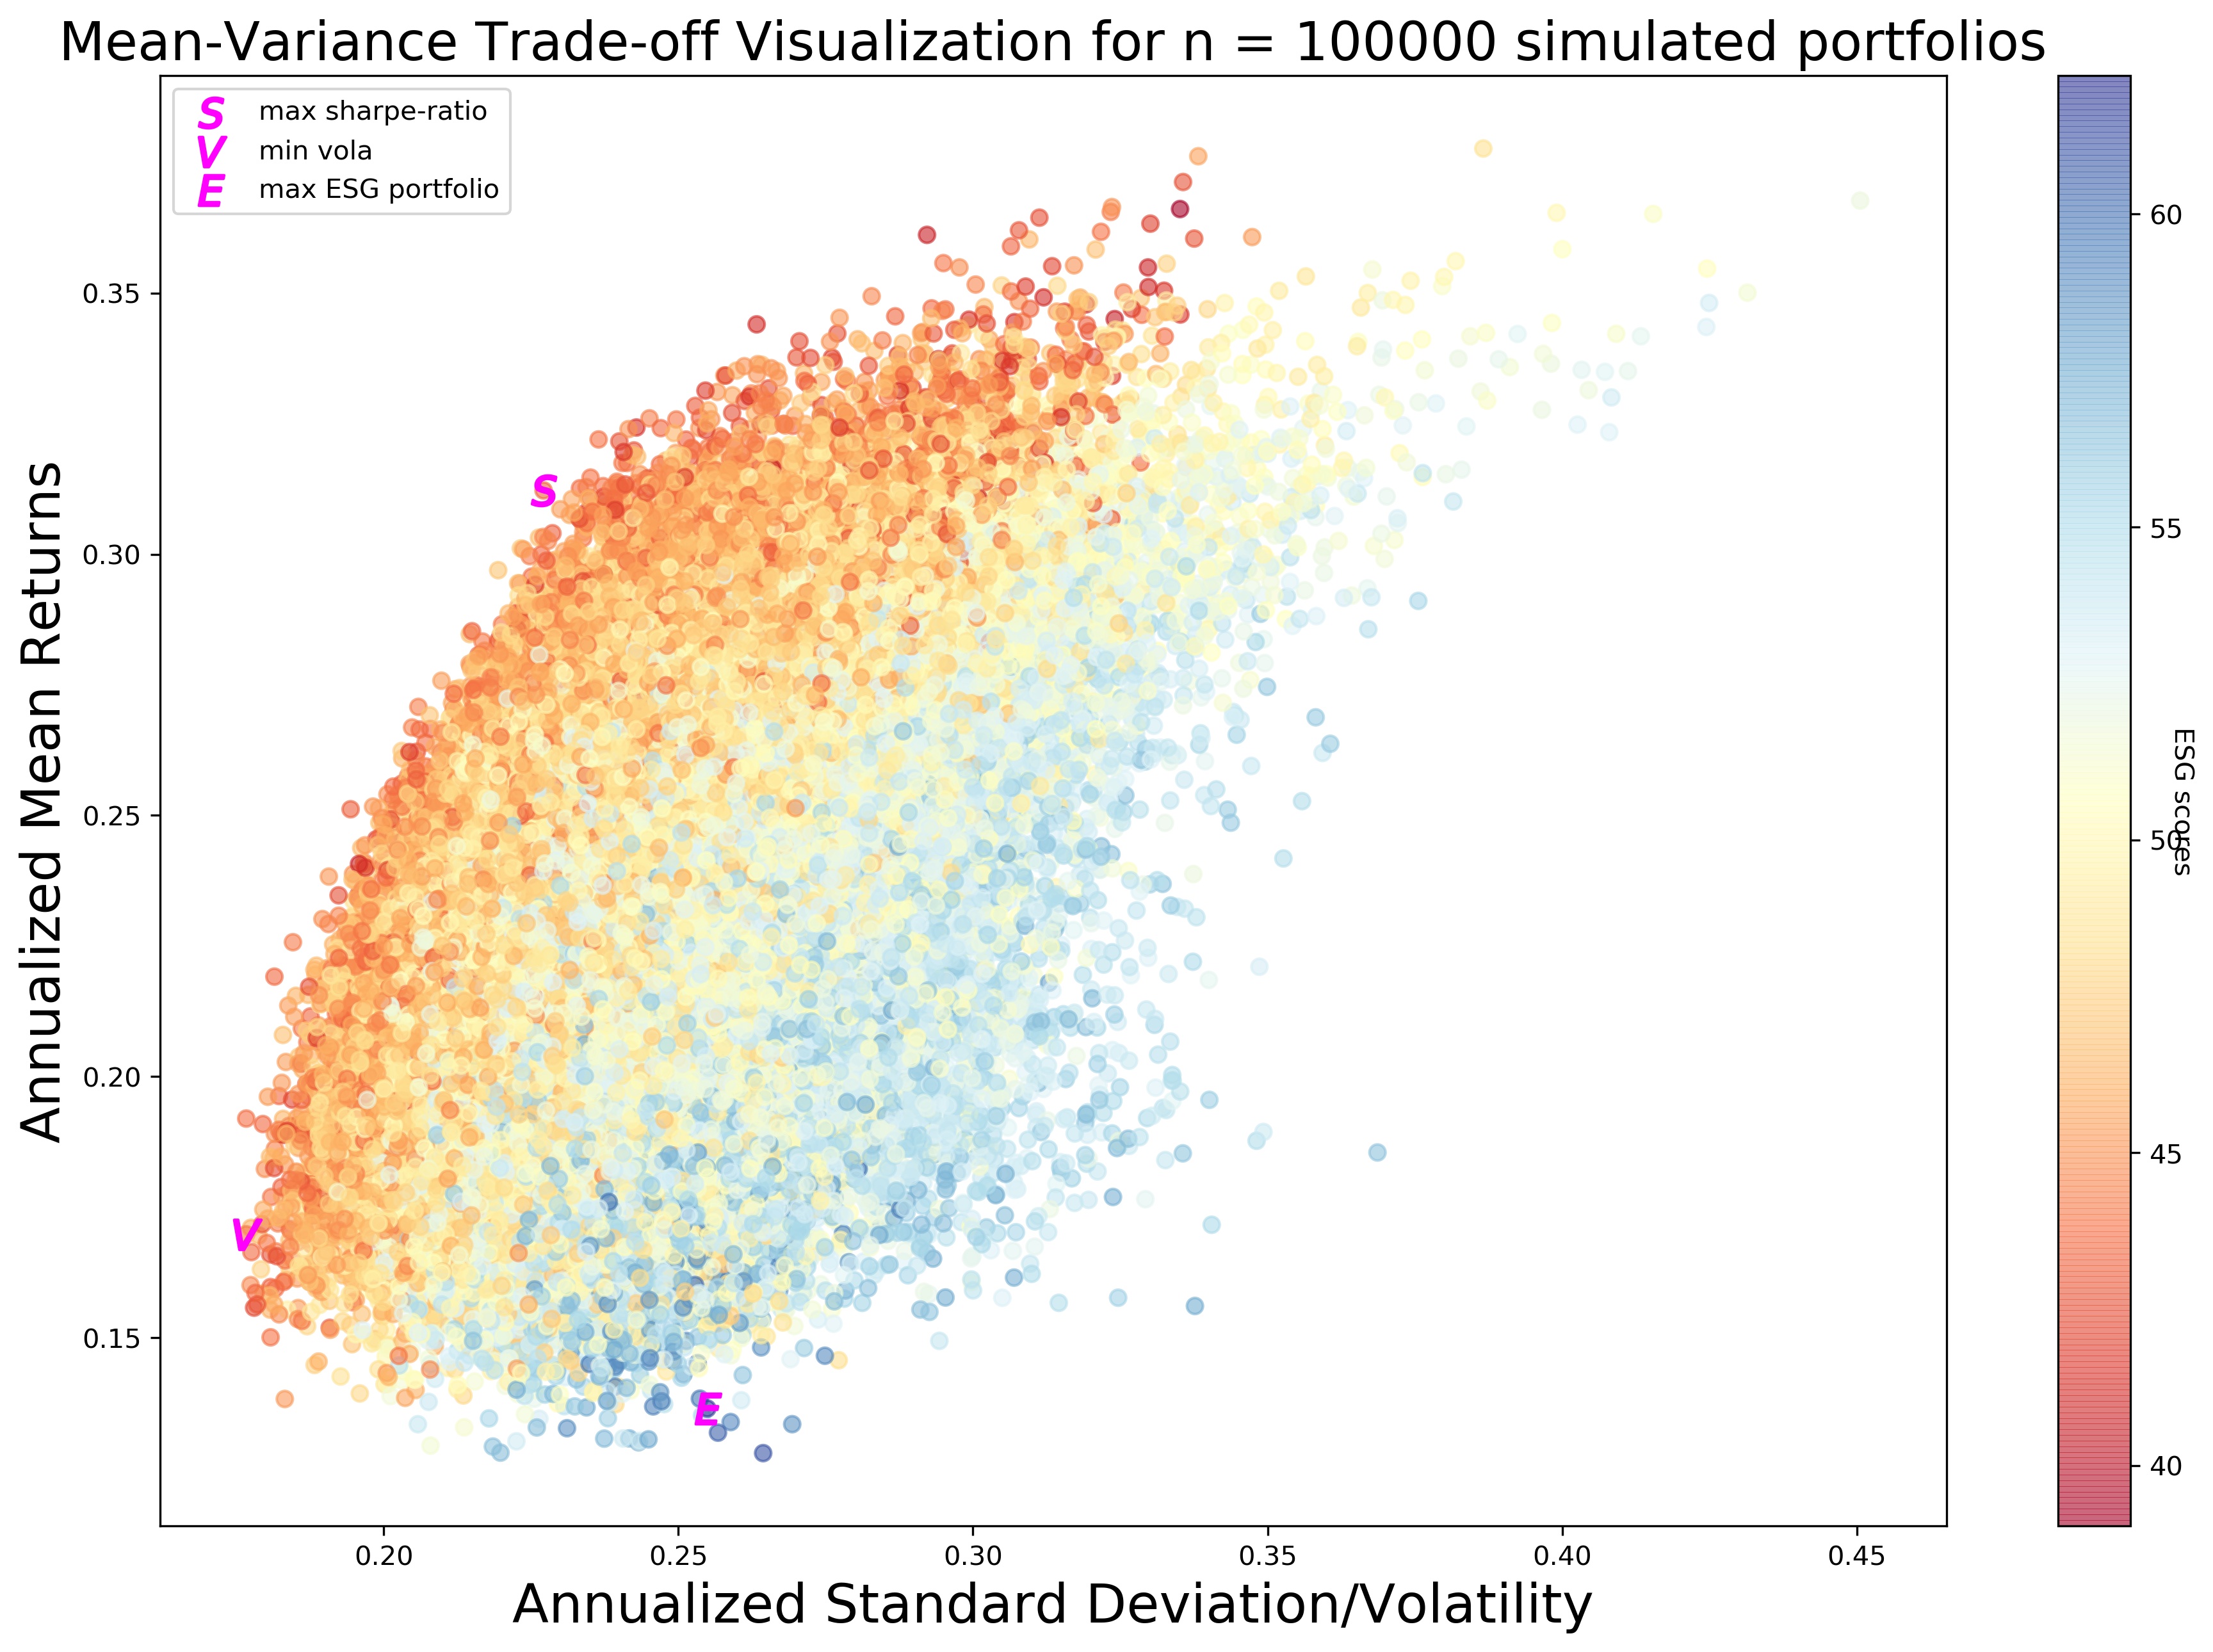 Mean-Variance Trade-off Visualization for n = 100000 simulated portfolios
S max sharpe-ratio
V min vola
E max ESG portfolio
Annualized Mean Returns
0.35
0.30
0.25
0.20
0.15
S
V
E
0.20 0.25 0.30 0.35 0.40 0.45
Annualized Standard Deviation/Volatility
60
55
50
45
40
ESG scores